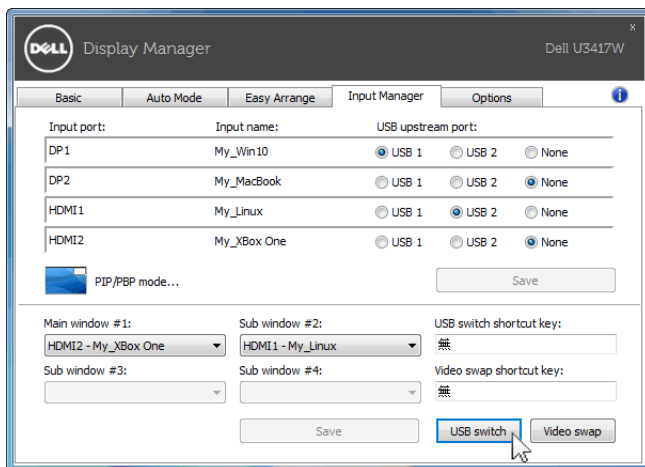 x
DELL Display Manager Dell U3417W
Basic Auto Mode Easy Arrange Input Manager Options i
Input port: Input name: USB upstream port:
DP1 My_Win10 USB 1 USB 2 None
DP2 My_MacBook USB 1 USB 2 None
HDMI1 My_Linux USB 1 USB 2 None
HDMI2 My_XBox One USB 1 USB 2 None
PIP/PBP mode... Save
Main window #1: Sub window #2: USB switch shortcut key:
HDMI2 - My_XBox One HDMI1 - My_Linux 無
Sub window #3: Sub window #4: Video swap shortcut key:
無
Save USB switch Video swap